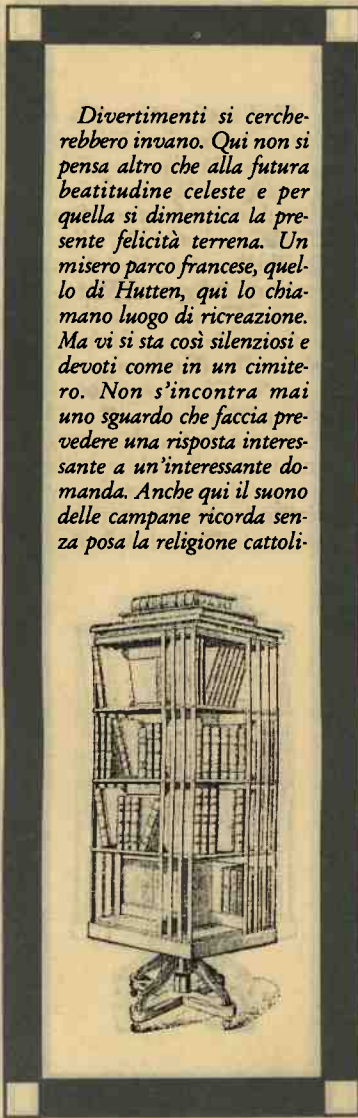 Divertimenti si cerche-
rebbero invano. Qui non si
pensa altro che alla futura
beatitudine celeste e per
quella si dimentica la pre-
sente felicità terrena. Un
misero parco francese, quel-
lo di Hutten, qui lo chia-
mano luogo di ricreazione.
Ma vi si sta così silenziosi e
devoti come in un cimite-
ro. Non s'incontra mai
uno sguardo che faccia pre-
vedere una risposta interes-
sante a un'interessante do-
manda. Anche qui il suono
delle campane ricorda sen-
za posa la religione cattoli-